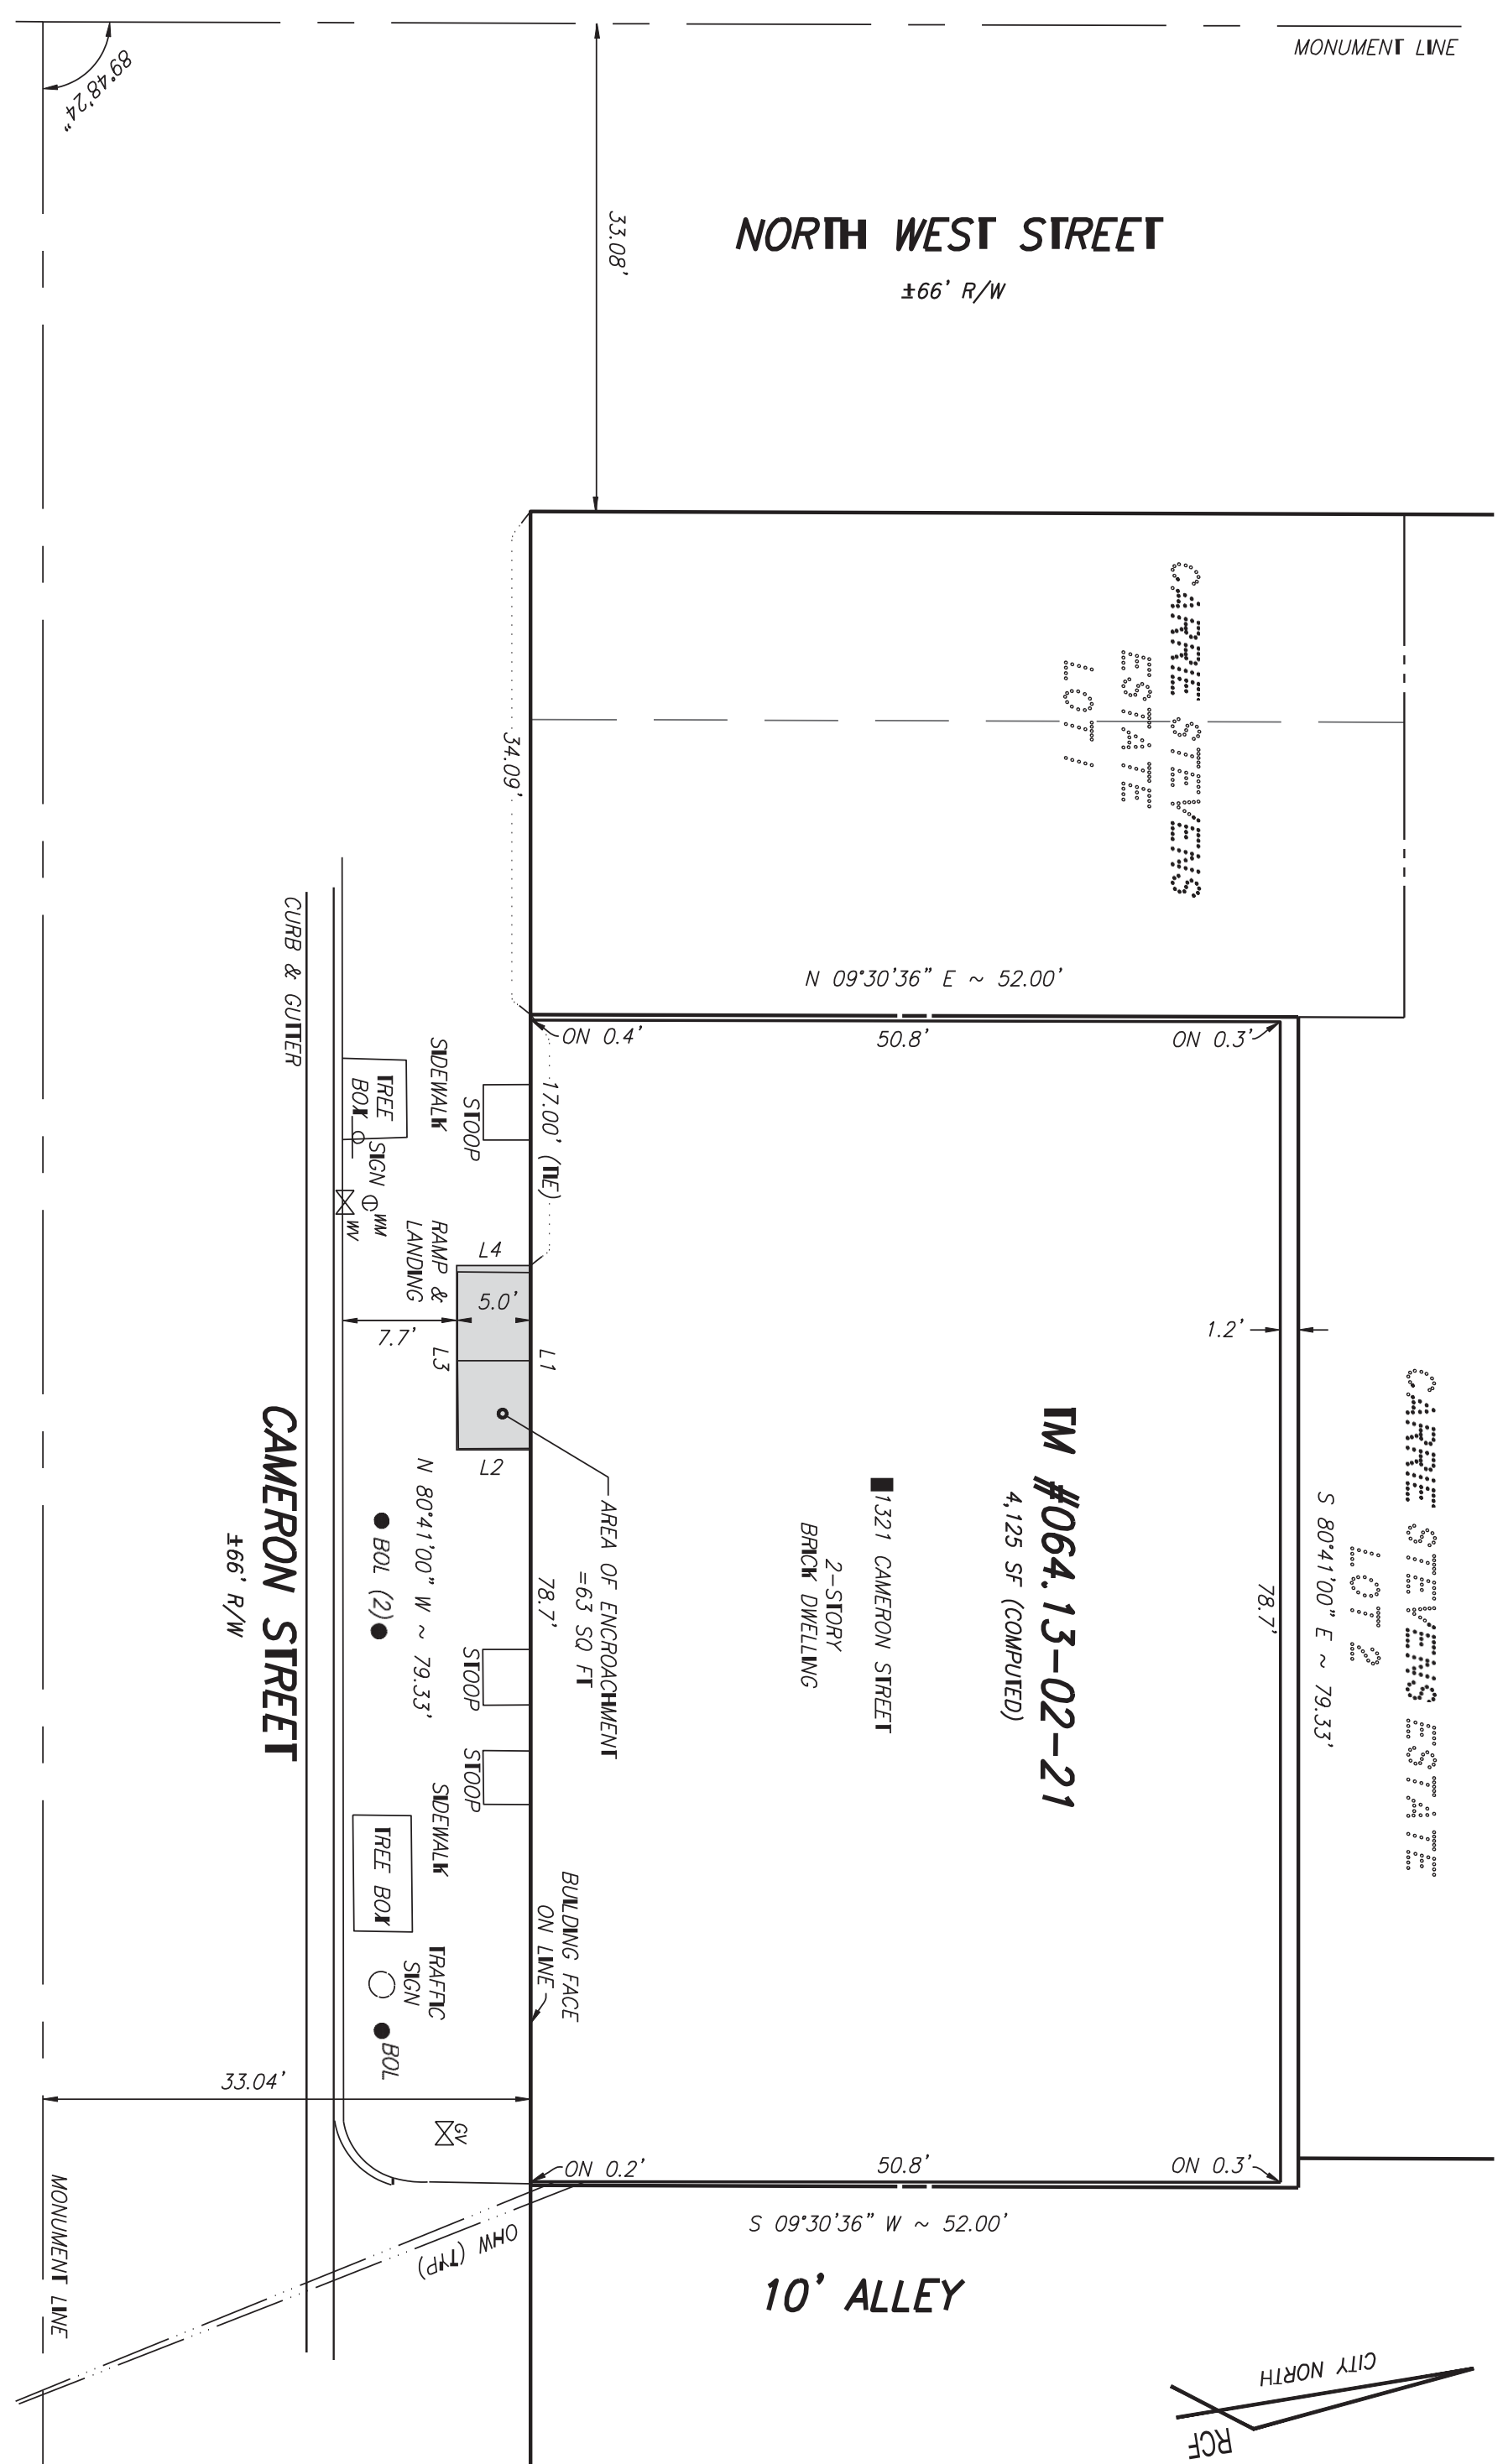 MONUMENT LINE
89°48'24"
33.08'
NORTH WEST STREET
±66' R/W
CARRIE STEVENS
ESTATE
LOT 1
34.09'
CURB & GUTTER
N 09°30'36" E ~ 52.00'
ON 0.4'
50.8'
ON 0.3'
SIDEWALK
STOOP
17.00' (TIE)
TREE
BOX
SIGN
WM
WV
RAMP &
LANDING
L4
5.0'
7.7'
L3
L1
L2
1.2'
CARRIE STEVENS ESTATE
LOT 2
S 80°41'00" E ~ 79.33'
78.7'
TM #064.13-02-21
4,125 SF (COMPUTED)
1321 CAMERON STREET
2-STORY
BRICK DWELLING
AREA OF ENCROACHMENT
=63 SQ FT
78.7'
N 80°41'00" W ~ 79.33'
BOL (2)
CAMERON STREET
±66' R/W
STOOP
STOOP
SIDEWALK
TREE BOX
BUILDING FACE
ON LINE
TRAFFIC
SIGN
BOL
33.04'
GV
ON 0.2'
50.8'
ON 0.3'
MONUMENT LINE
OHW (TYP)
S 09°30'36" W ~ 52.00'
10' ALLEY
CITY NORTH
RCF